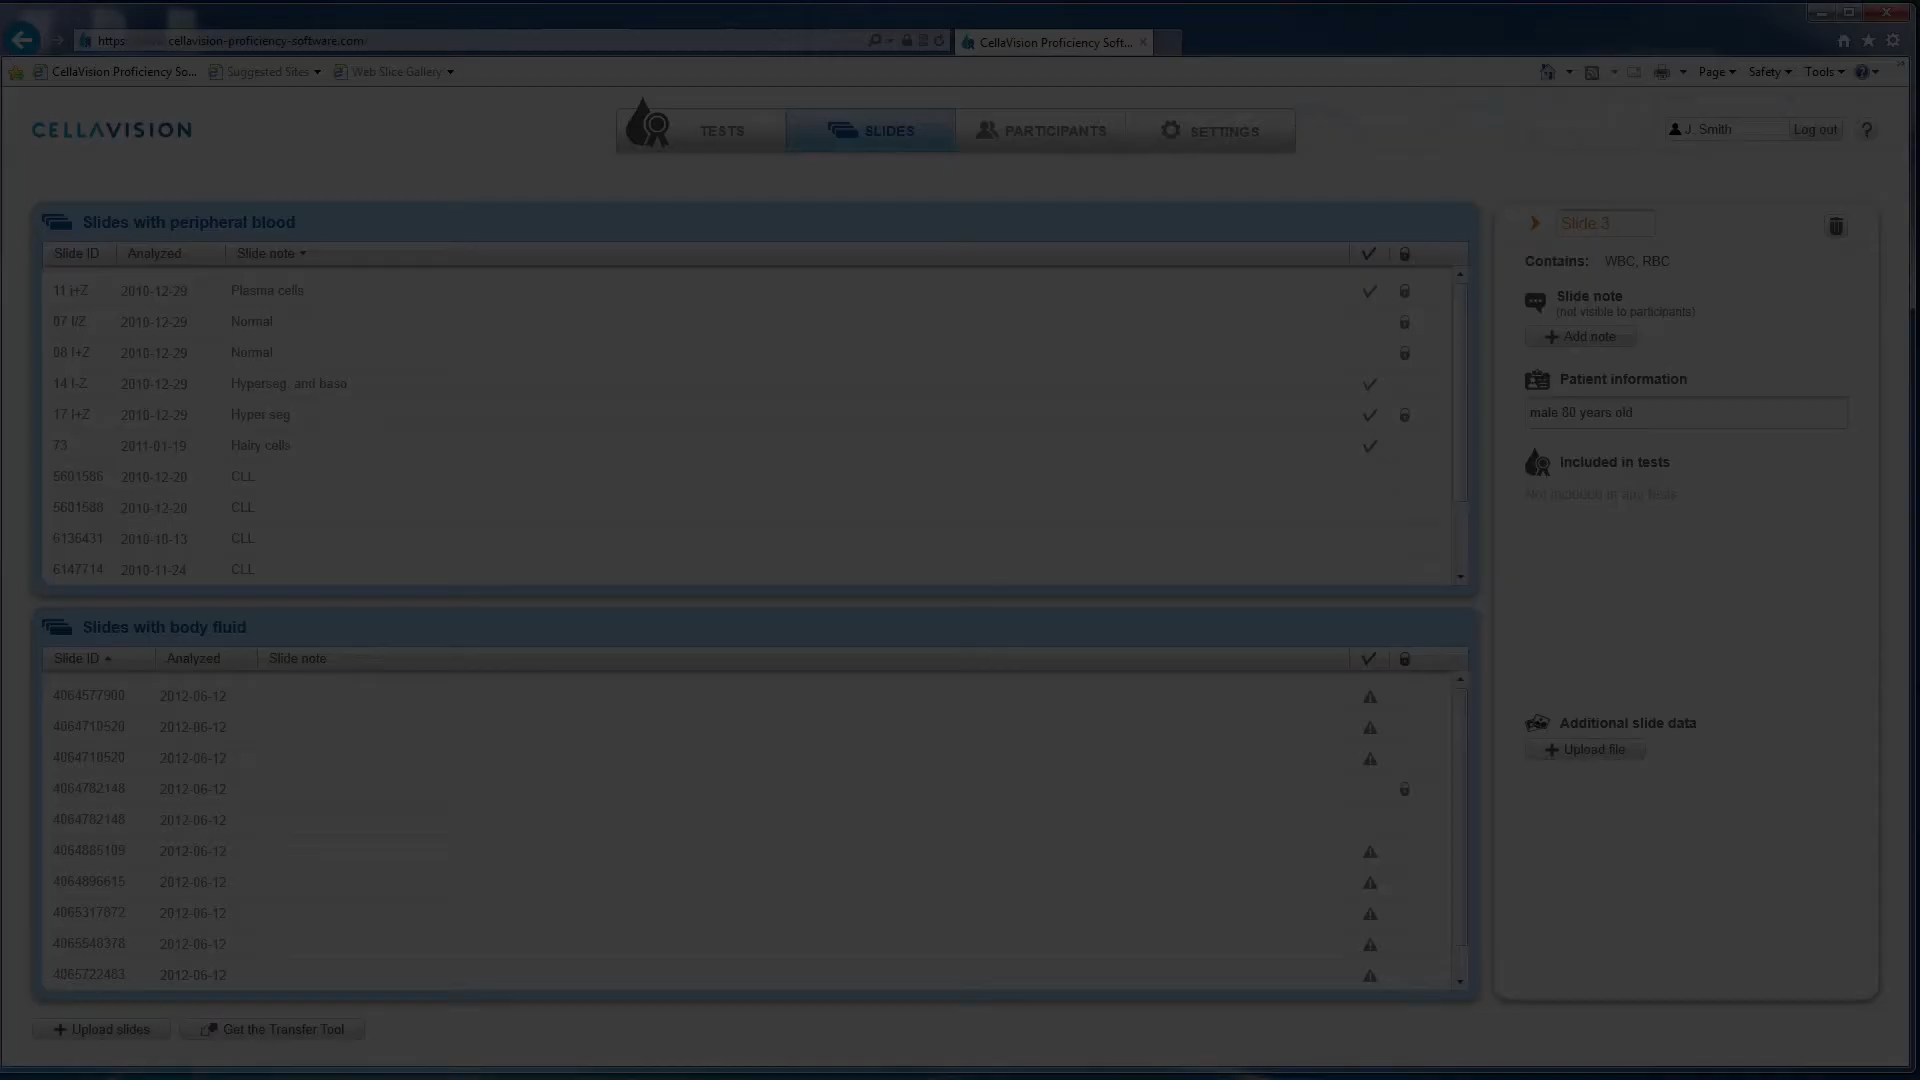 https cellavision-proficiency-software.com
CellaVision Proficiency Soft...
CellaVision Proficiency So...
Suggested Sites
Web Slice Gallery
Page
Safety
Tools
CELLAVISION
TESTS
SLIDES
PARTICIPANTS
SETTINGS
J. Smith
Log out
?
Slides with peripheral blood
Slide ID Analyzed Slide note
11 I+Z 2010-12-29 Plasma cells
07 I/Z 2010-12-29 Normal
08 I+Z 2010-12-29 Normal
14 I-Z 2010-12-29 Hyperseg. and baso
17 I+Z 2010-12-29 Hyper seg
73 2011-01-19 Hairy cells
5601586 2010-12-20 CLL
5601588 2010-12-20 CLL
6136431 2010-10-13 CLL
6147714 2010-11-24 CLL
Slides with body fluid
Slide ID Analyzed Slide note
4064577900 2012-06-12
4064710520 2012-06-12
4064710520 2012-06-12
4064782148 2012-06-12
4064782148 2012-06-12
4064885109 2012-06-12
4064896615 2012-06-12
4065317872 2012-06-12
4065540378 2012-06-12
4065722483 2012-06-12
Upload slides
Get the Transfer Tool
Slide 3
Contains: WBC, RBC
Slide note
(not visible to participants)
Add note
Patient information
male 80 years old
Included in tests
Not included in any tests
Additional slide data
Upload file